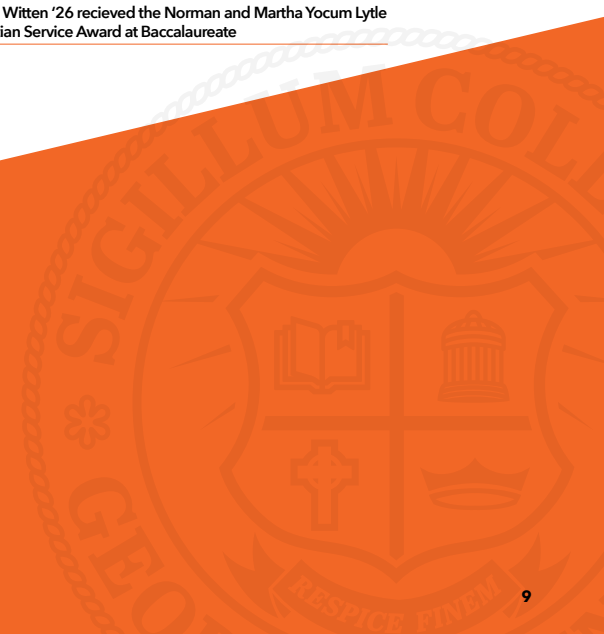 Witten ‘26 recieved the Norman and Martha Yocum Lytle
ian Service Award at Baccalaureate
SIGILLUM COLL
GEO
RESPICE FINEM
9